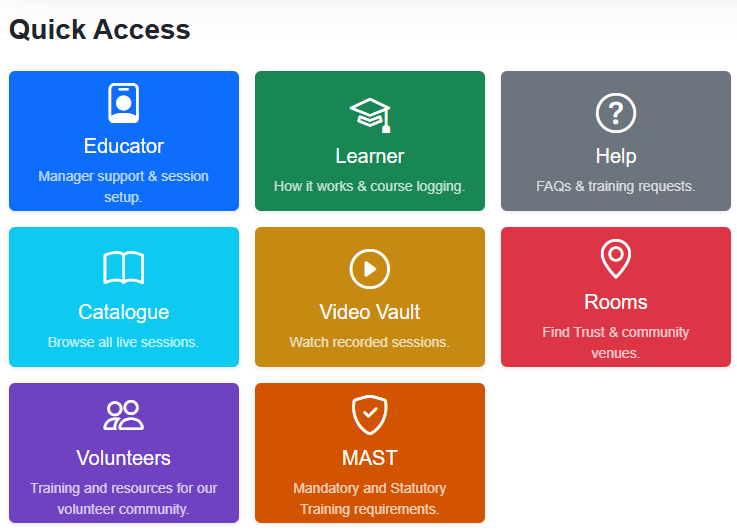 Quick Access
Educator
Manager support & session
setup.
Learner
How it works & course logging.
Help
FAQs & training requests.
Catalogue
Browse all live sessions.
Video Vault
Watch recorded sessions.
Rooms
Find Trust & community
venues.
Volunteers
Training and resources for our
volunteer community.
MAST
Mandatory and Statutory
Training requirements.